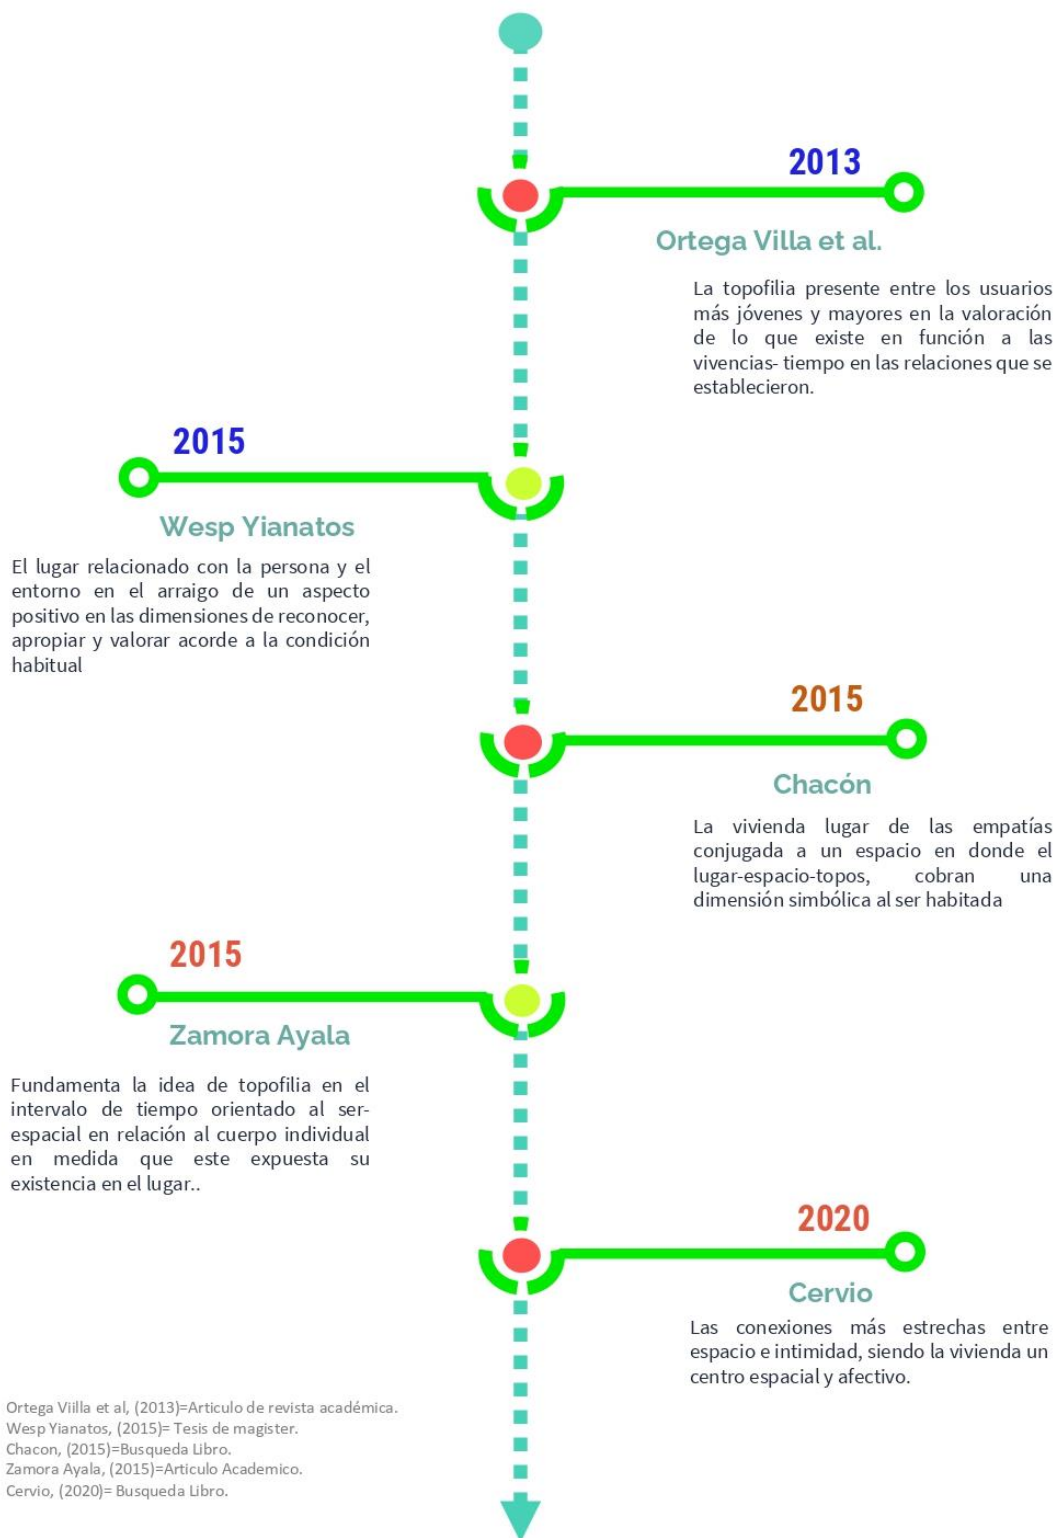 2013
Ortega Villa et al.
La topofilia presente entre los usuarios
más jóvenes y mayores en la valoración
de lo que existe en función a las
vivencias- tiempo en las relaciones que se
establecieron.
2015
Wesp Yianatos
El lugar relacionado con la persona y el
entorno en el arraigo de un aspecto
positivo en las dimensiones de reconocer,
apropiar y valorar acorde a la condición
habitual
2015
Chacón
La vivienda lugar de las empatías
conjugada a un espacio en donde el
lugar-espacio-topos, cobran una
dimensión simbólica al ser habitada
2015
Zamora Ayala
Fundamenta la idea de topofilia en el
intervalo de tiempo orientado al ser-
espacial en relación al cuerpo individual
en medida que este expuesta su
existencia en el lugar..
2020
Cervio
Las conexiones más estrechas entre
espacio e intimidad, siendo la vivienda un
centro espacial y afectivo.
Ortega Viilla et al, (2013)=Articulo de revista académica.
Wesp Yianatos, (2015)= Tesis de magister.
Chacon, (2015)=Busqueda Libro.
Zamora Ayala, (2015)=Articulo Academico.
Cervio, (2020)= Busqueda Libro.